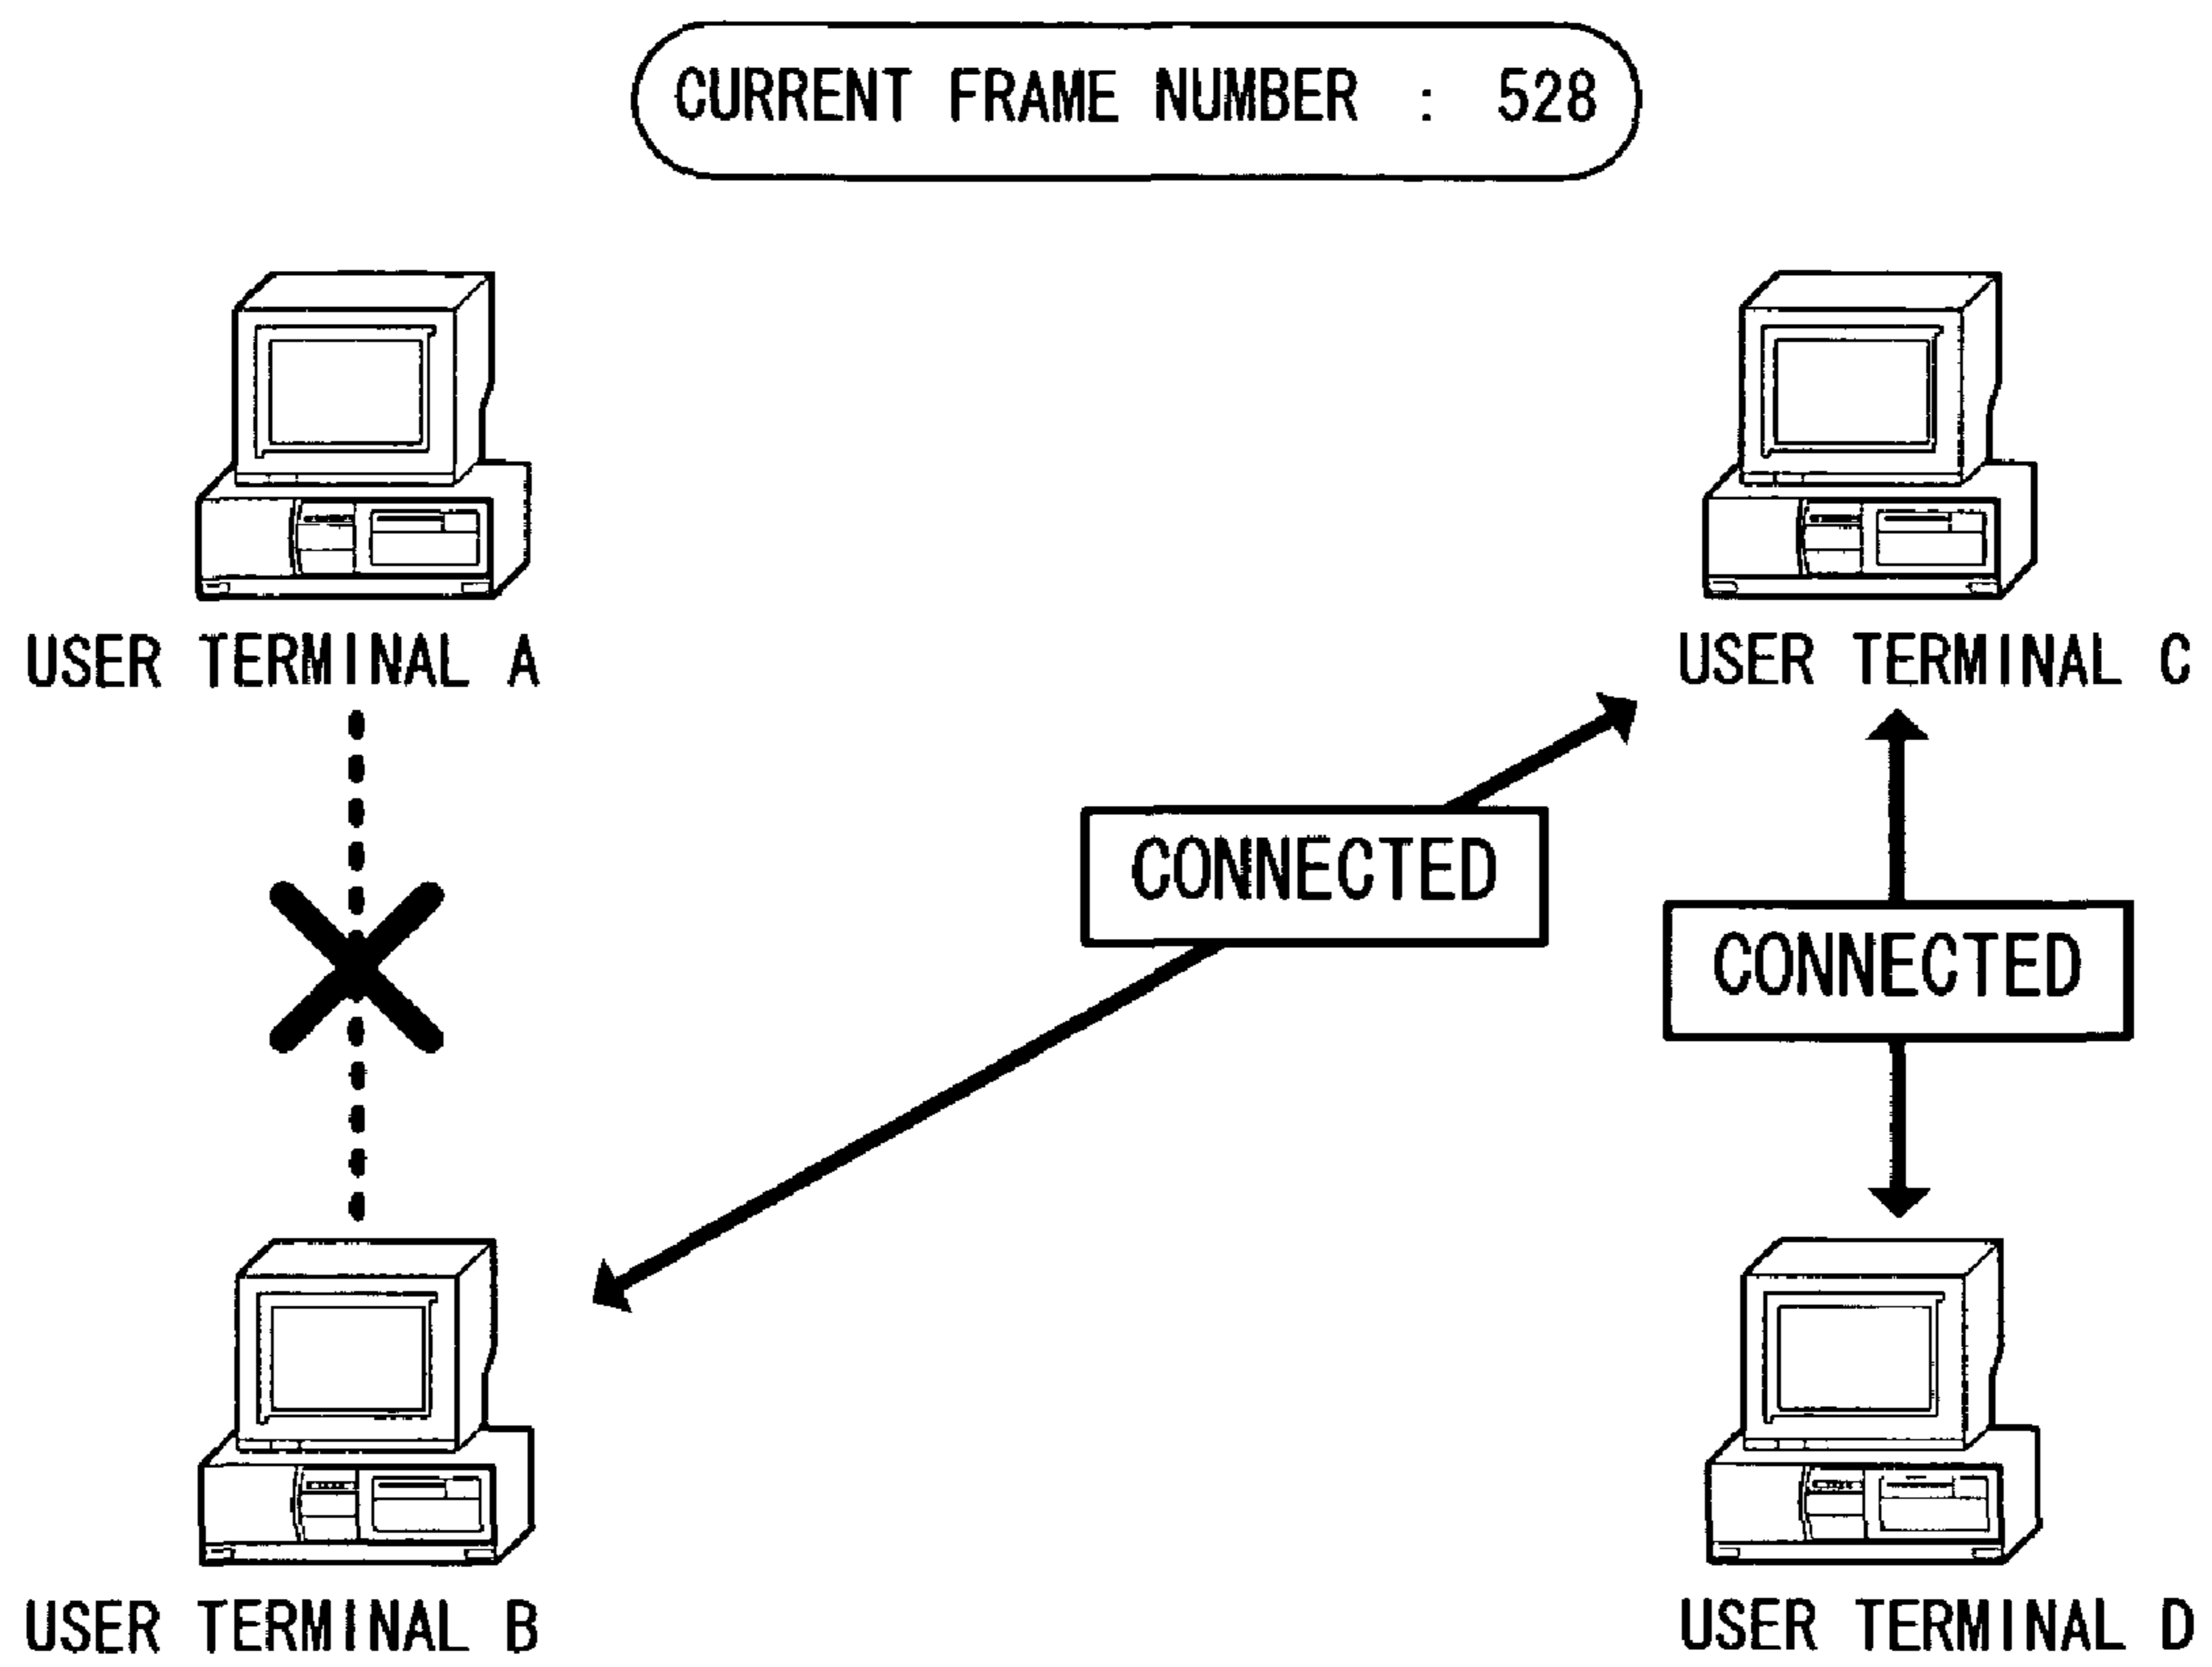 CURRENT FRAME NUMBER : 528
USER TERMINAL A
USER TERMINAL C
CONNECTED
CONNECTED
USER TERMINAL B
USER TERMINAL D